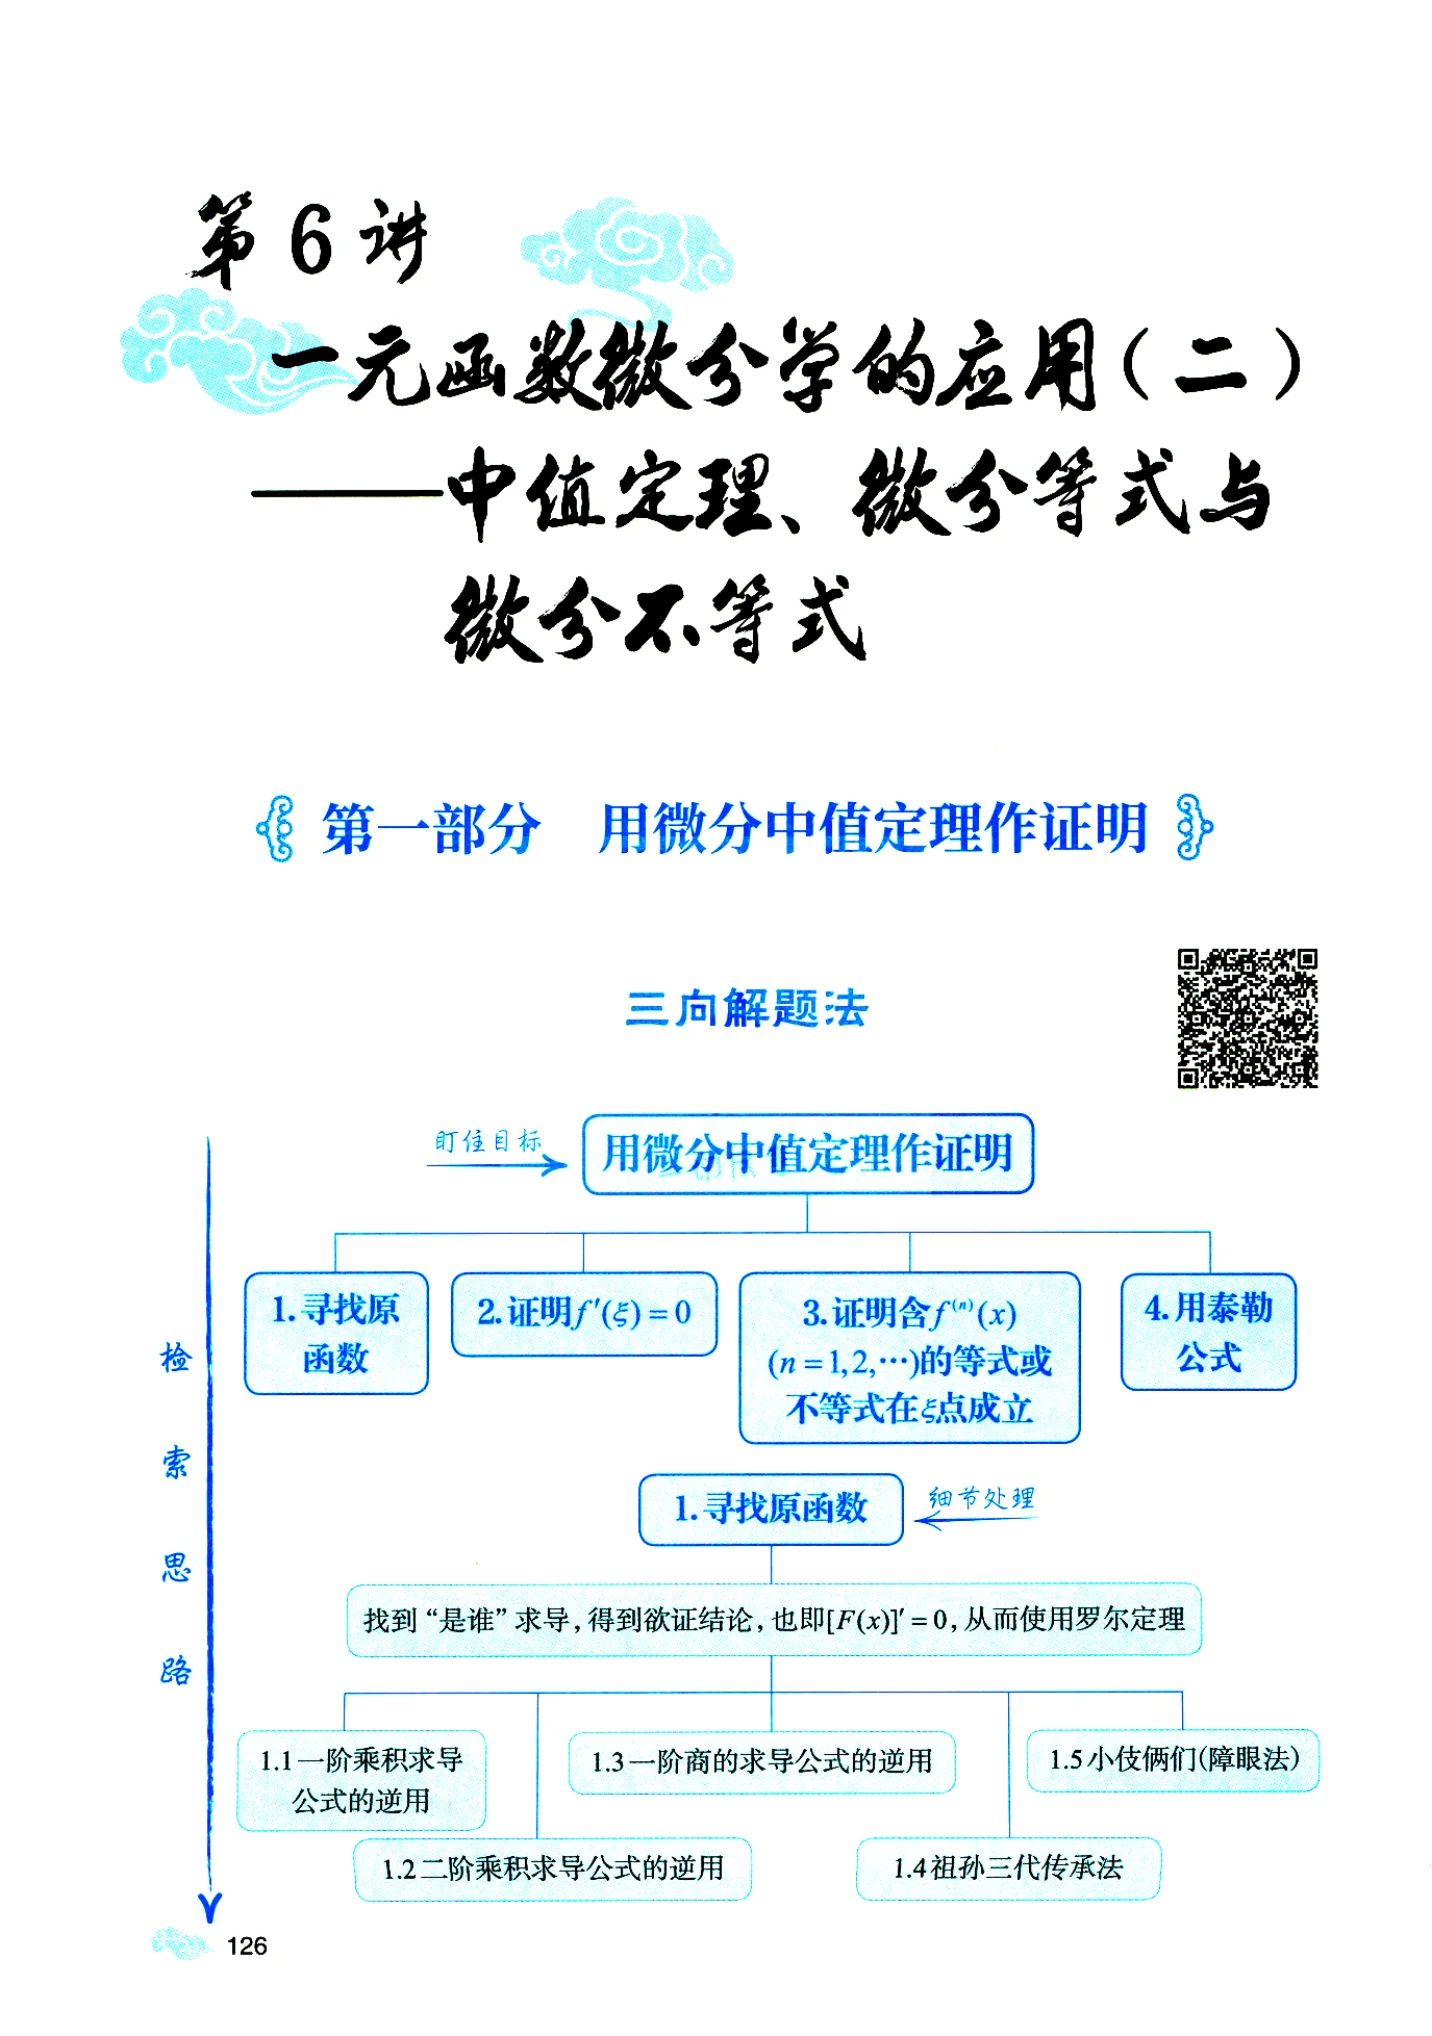 第6讲
一元函数微分学的应用(二)
——中值定理、微分等式与
微分不等式
第一部分 用微分中值定理作证明
三向解题法
盯住目标
用微分中值定理作证明
1.寻找原
函数
2.证明f′(ξ)=0
3.证明含f⁽ⁿ⁾(x)
(n=1,2,…)的等式或
不等式在ξ点成立
4.用泰勒
公式
检索思路
1.寻找原函数
细节处理
找到“是谁”求导,得到欲证结论,也即[F(x)]′=0,从而使用罗尔定理
1.1一阶乘积求导
公式的逆用
1.3一阶商的求导公式的逆用
1.5小伎俩们(障眼法)
1.2二阶乘积求导公式的逆用
1.4祖孙三代传承法
126